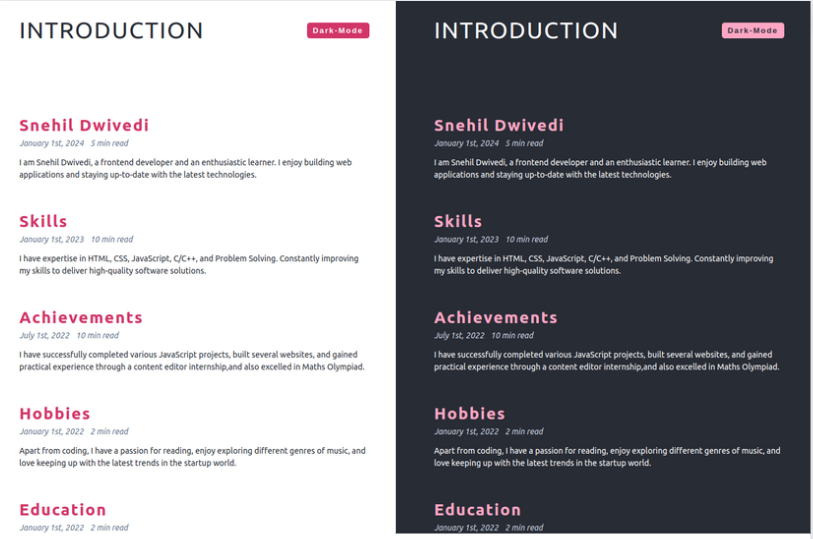 INTRODUCTION
Dark-Mode
Snehil Dwivedi
January 1st, 2024 5 min read
I am Snehil Dwivedi, a frontend developer and an enthusiastic learner. I enjoy building web
applications and staying up-to-date with the latest technologies.
Skills
January 1st, 2023 10 min read
I have expertise in HTML, CSS, JavaScript, C/C++, and Problem Solving. Constantly improving
my skills to deliver high-quality software solutions.
Achievements
July 1st, 2022 10 min read
I have successfully completed various JavaScript projects, built several websites, and gained
practical experience through a content editor internship,and also excelled in Maths Olympiad.
Hobbies
January 1st, 2022 2 min read
Apart from coding, I have a passion for reading, enjoy exploring different genres of music, and
love keeping up with the latest trends in the startup world.
Education
January 1st, 2022 2 min read
INTRODUCTION
Dark-Mode
Snehil Dwivedi
January 1st, 2024 5 min read
I am Snehil Dwivedi, a frontend developer and an enthusiastic learner. I enjoy building web
applications and staying up-to-date with the latest technologies.
Skills
January 1st, 2023 10 min read
I have expertise in HTML, CSS, JavaScript, C/C++, and Problem Solving. Constantly improving
my skills to deliver high-quality software solutions.
Achievements
July 1st, 2022 10 min read
I have successfully completed various JavaScript projects, built several websites, and gained
practical experience through a content editor internship,and also excelled in Maths Olympiad.
Hobbies
January 1st, 2022 2 min read
Apart from coding, I have a passion for reading, enjoy exploring different genres of music, and
love keeping up with the latest trends in the startup world.
Education
January 1st, 2022 2 min read